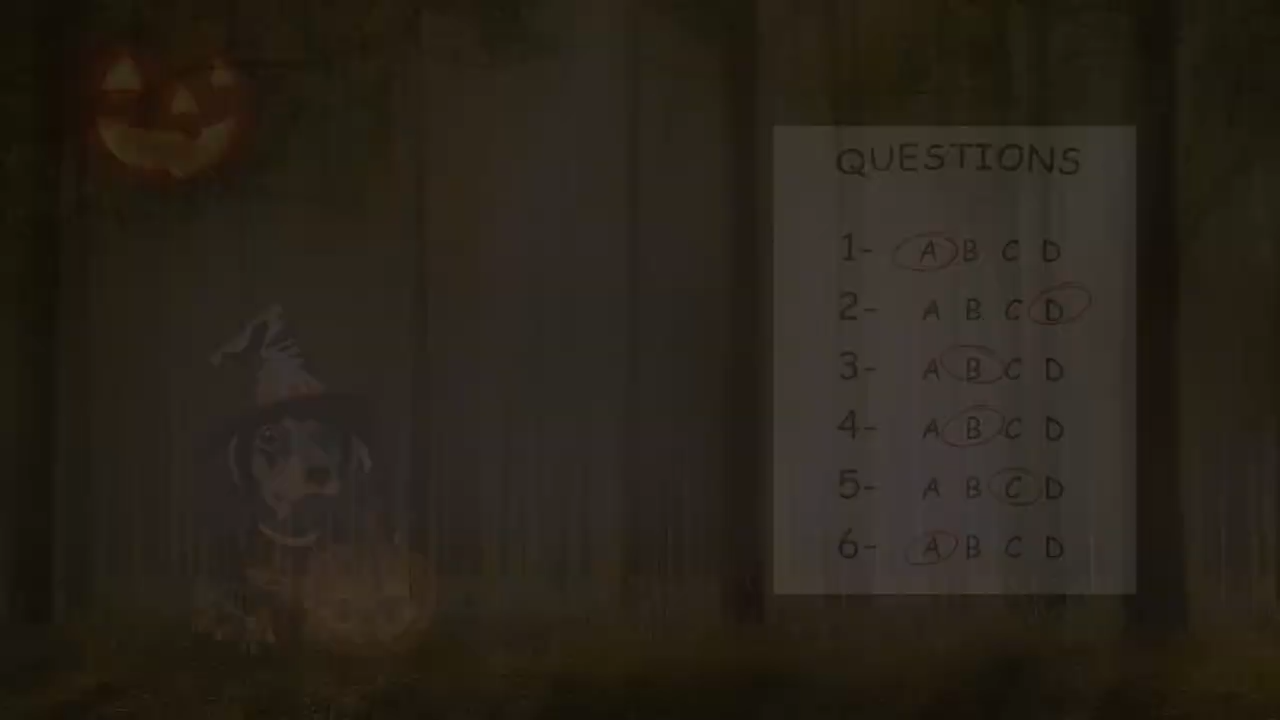 QUESTIONS
1- A B C D
2- A B C D
3- A B C D
4- A B C D
5- A B C D
6- A B C D